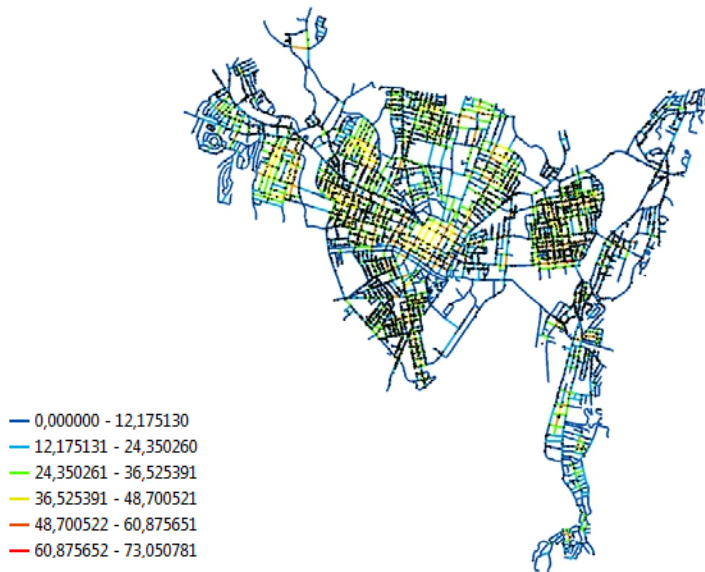 0,000000 - 12,175130
12,175131 - 24,350260
24,350261 - 36,525391
36,525391 - 48,700521
48,700522 - 60,875651
60,875652 - 73,050781